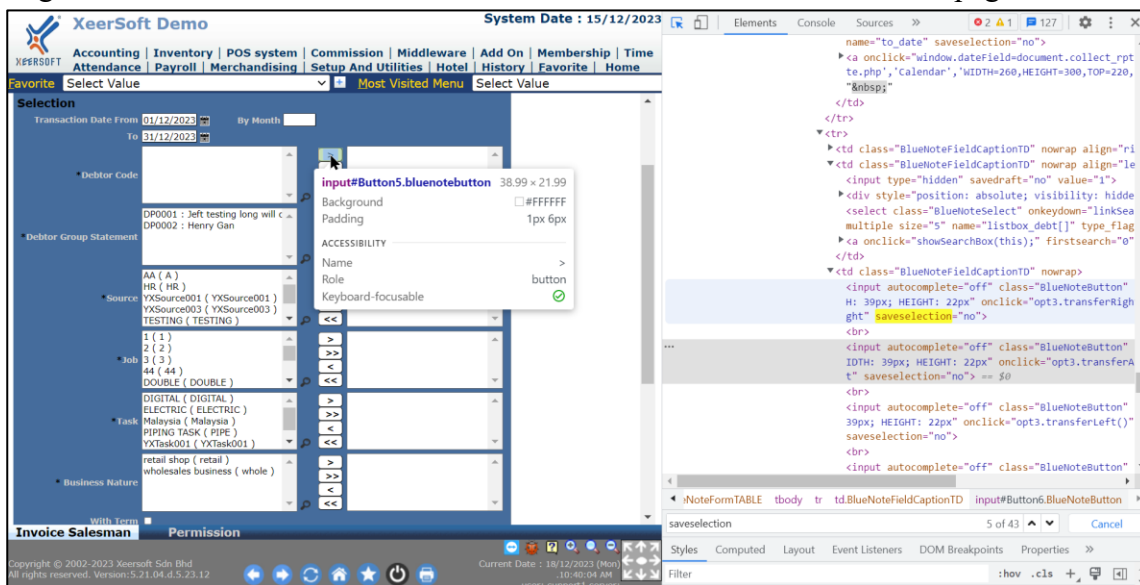 XEERSOFT
XeerSoft Demo
System Date : 15/12/2023
Accounting | Inventory | POS system | Commission | Middleware | Add On | Membership | Time
Attendance | Payroll | Merchandising | Setup And Utilities | Hotel | History | Favorite | Home
Favorite Select Value Most Visited Menu Select Value
Selection
Transaction Date From 01/12/2023 By Month
To 31/12/2023
*Debtor Code
>
input#Button5.bluenotebutton 38.99 × 21.99
Background #FFFFFF
Padding 1px 6px
ACCESSIBILITY
Name >
Role button
Keyboard-focusable
*Debtor Group Statement
DP0001 : Jeft testing long will c
DP0002 : Henry Gan
*Source
AA ( A )
HR ( HR )
YXSource001 ( YXSource001 )
YXSource003 ( YXSource003 )
TESTING ( TESTING )
<<
*Job
1 ( 1 )
2 ( 2 )
3 ( 3 )
44 ( 44 )
DOUBLE ( DOUBLE )
>
>>
<
<<
*Task
DIGITAL ( DIGITAL )
ELECTRIC ( ELECTRIC )
Malaysia ( Malaysia )
PIPING TASK ( PIPE )
YXTask001 ( YXTask001 )
>
>>
<
<<
* Business Nature
retail shop ( retail )
wholesales business ( whole )
>
>>
<
<<
With Term
Invoice Salesman Permission
Copyright © 2002-2023 Xeersoft Sdn Bhd
All rights reserved. Version:5.21.04.d.5.23.12
Current Date : 18/12/2023 (Mon)
.10:40:04 AM
Elements Console Sources » 2 1 127
name="to_date" saveselection="no">
<a onclick="window.dateField=document.collect_rpt
te.php','Calendar','WIDTH=260,HEIGHT=300,TOP=220,
"&nbsp;"
</td>
</tr>
<tr>
<td class="BlueNoteFieldCaptionTD" nowrap align="ri
<td class="BlueNoteFieldCaptionTD" nowrap align="le
<input type="hidden" savedraft="no" value="1">
<div style="position: absolute; visibility: hidde
<select class="BlueNoteSelect" onkeydown="linkSea
multiple size="5" name="listbox_debt[]" type_flag
<a onclick="showSearchBox(this);" firstsearch="0"
</td>
<td class="BlueNoteFieldCaptionTD" nowrap>
<input autocomplete="off" class="BlueNoteButton"
H: 39px; HEIGHT: 22px" onclick="opt3.transferRigh
ght" saveselection="no">
<br>
... <input autocomplete="off" class="BlueNoteButton"
IDTH: 39px; HEIGHT: 22px" onclick="opt3.transferA
t" saveselection="no"> == $0
<br>
<input autocomplete="off" class="BlueNoteButton"
39px; HEIGHT: 22px" onclick="opt3.transferLeft()"
saveselection="no">
<br>
<input autocomplete="off" class="BlueNoteButton"
eNoteFormTABLE tbody tr td.BlueNoteFieldCaptionTD input#Button6.BlueNoteButton
saveselection 5 of 43 Cancel
Styles Computed Layout Event Listeners DOM Breakpoints Properties »
Filter :hov .cls +